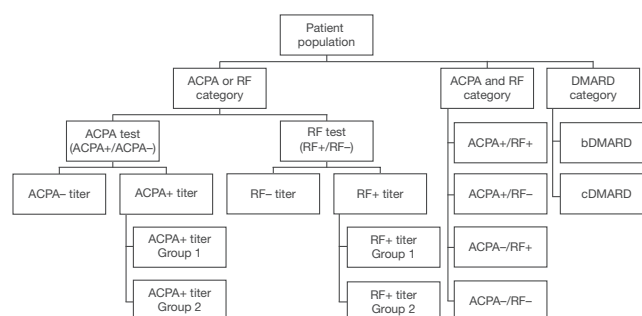 Patient
population
ACPA or RF
category
ACPA and RF
category
DMARD
category
ACPA test
(ACPA+/ACPA–)
RF test
(RF+/RF–)
ACPA+/RF+
bDMARD
ACPA– titer
ACPA+ titer
RF– titer
RF+ titer
ACPA+/RF–
cDMARD
ACPA+ titer
Group 1
RF+ titer
Group 1
ACPA–/RF+
ACPA+ titer
Group 2
RF+ titer
Group 2
ACPA–/RF–